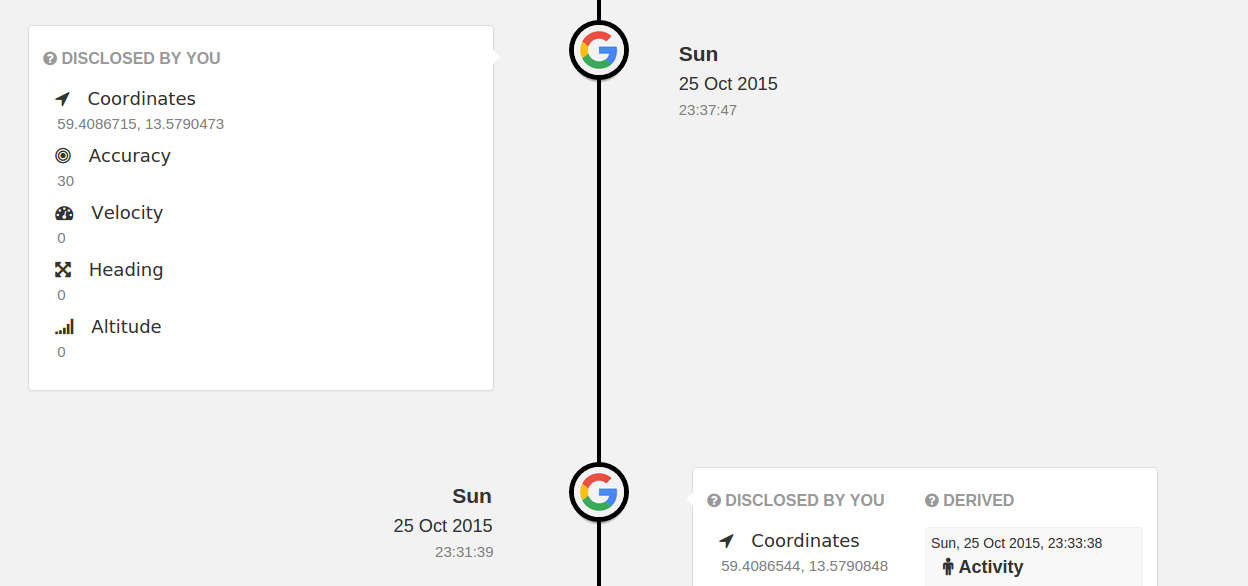 DISCLOSED BY YOU
Coordinates
59.4086715, 13.5790473
Accuracy
30
Velocity
0
Heading
0
Altitude
0
Sun
25 Oct 2015
23:37:47
Sun
25 Oct 2015
23:31:39
DISCLOSED BY YOU
Coordinates
59.4086544, 13.5790848
DERIVED
Sun, 25 Oct 2015, 23:33:38
Activity